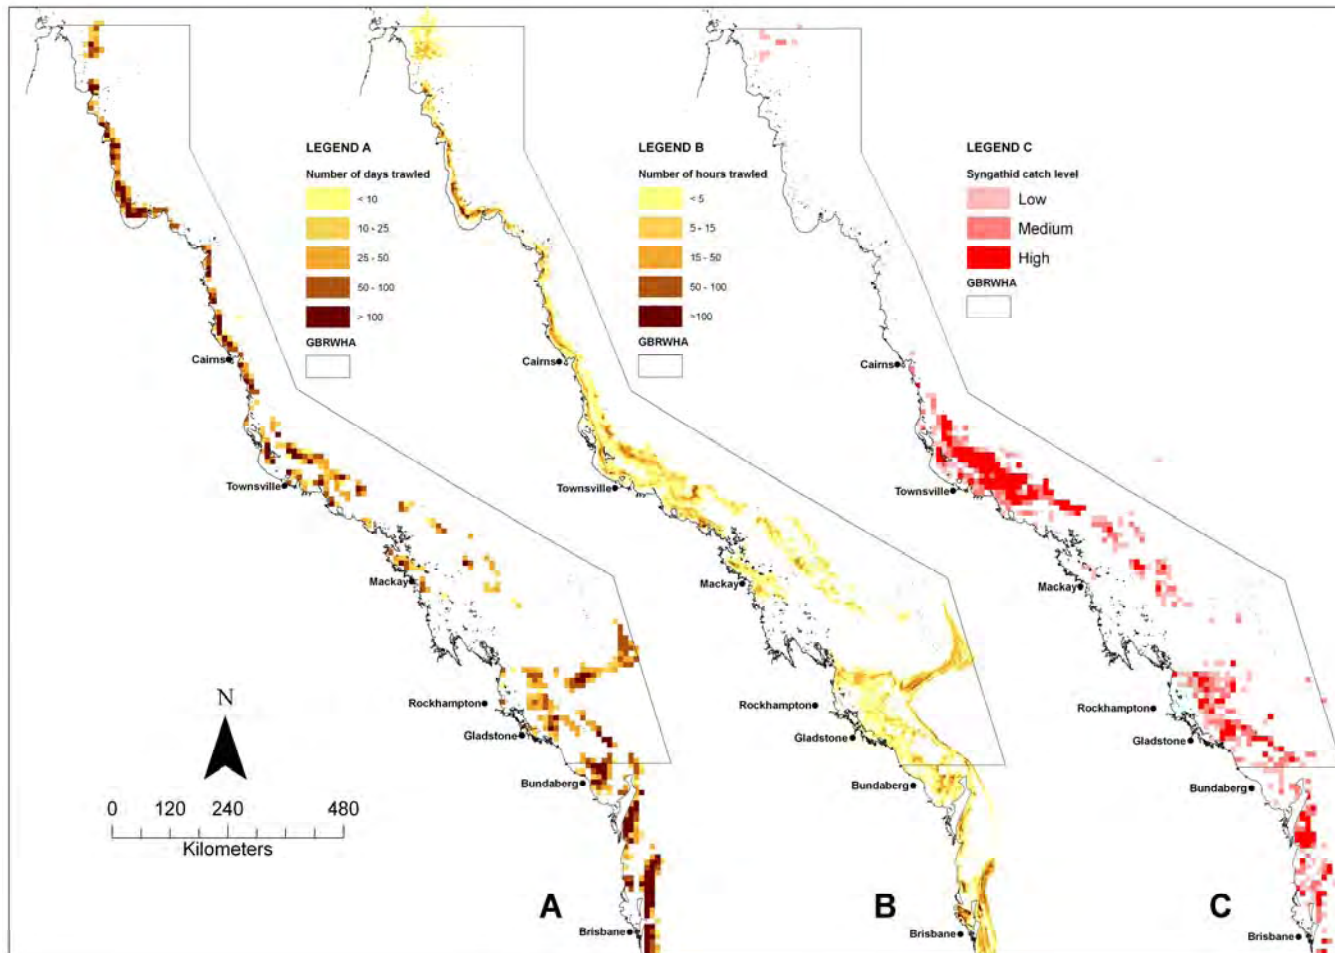 LEGEND A
Number of days trawled
< 10
10 - 25
25 - 50
50 - 100
> 100
GBRWHA
Cairns
Townsville
Mackay
Rockhampton
Gladstone
Bundaberg
Brisbane
N
0 120 240 480
Kilometers
A
LEGEND B
Number of hours trawled
< 5
5 - 15
15 - 50
50 - 100
>100
GBRWHA
Cairns
Townsville
Mackay
Rockhampton
Gladstone
Bundaberg
Brisbane
B
LEGEND C
Syngathid catch level
Low
Medium
High
GBRWHA
Cairns
Townsville
Mackay
Rockhampton
Gladstone
Bundaberg
Brisbane
C